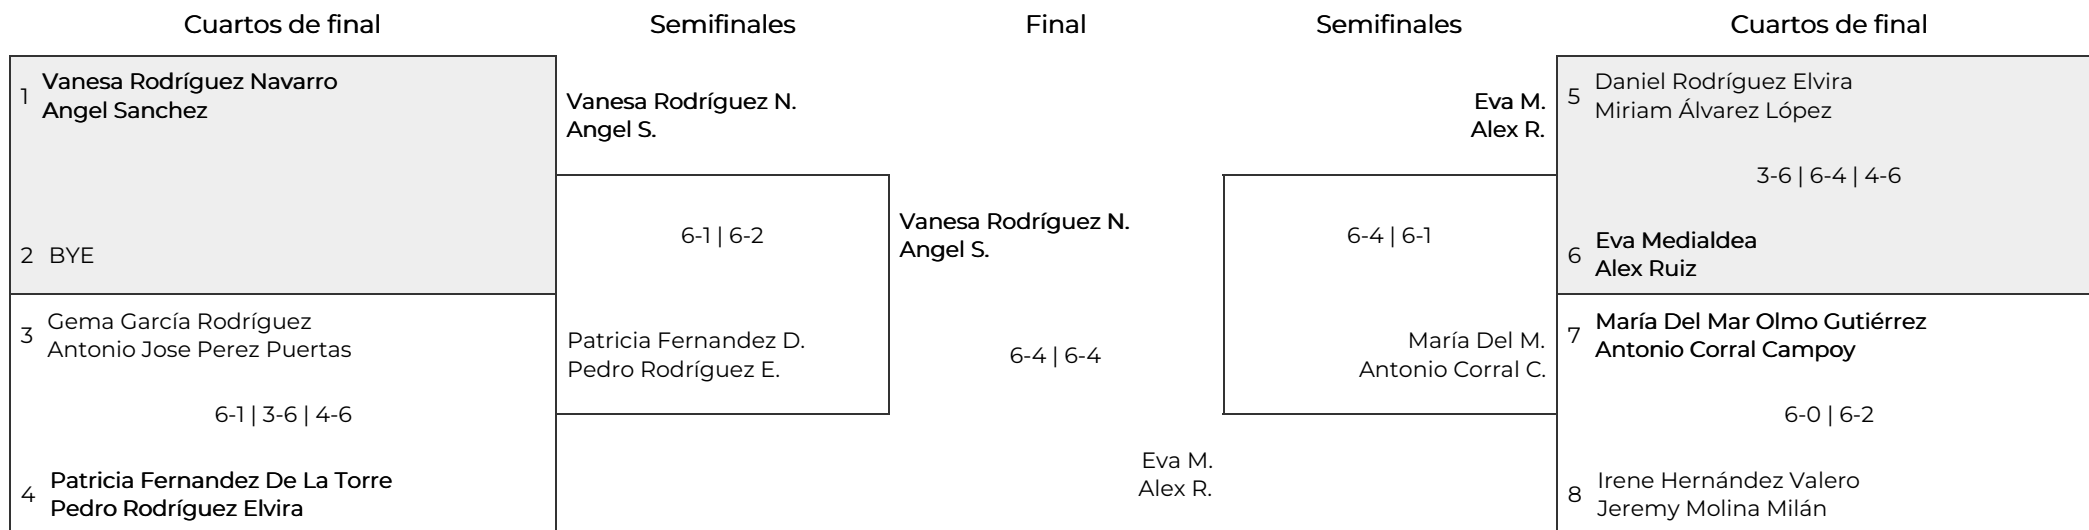 Cuartos de final
Semifinales
Final
Semifinales
Cuartos de final
1
Vanesa Rodríguez Navarro
Angel Sanchez
2 BYE
3
Gema García Rodríguez
Antonio Jose Perez Puertas
6-1 | 3-6 | 4-6
4
Patricia Fernandez De La Torre
Pedro Rodríguez Elvira
Vanesa Rodríguez N.
Angel S.
6-1 | 6-2
Patricia Fernandez D.
Pedro Rodríguez E.
Vanesa Rodríguez N.
Angel S.
6-4 | 6-4
Eva M.
Alex R.
Eva M.
Alex R.
6-4 | 6-1
María Del M.
Antonio Corral C.
5
Daniel Rodríguez Elvira
Miriam Álvarez López
3-6 | 6-4 | 4-6
6
Eva Medialdea
Alex Ruiz
7
María Del Mar Olmo Gutiérrez
Antonio Corral Campoy
6-0 | 6-2
8
Irene Hernández Valero
Jeremy Molina Milán